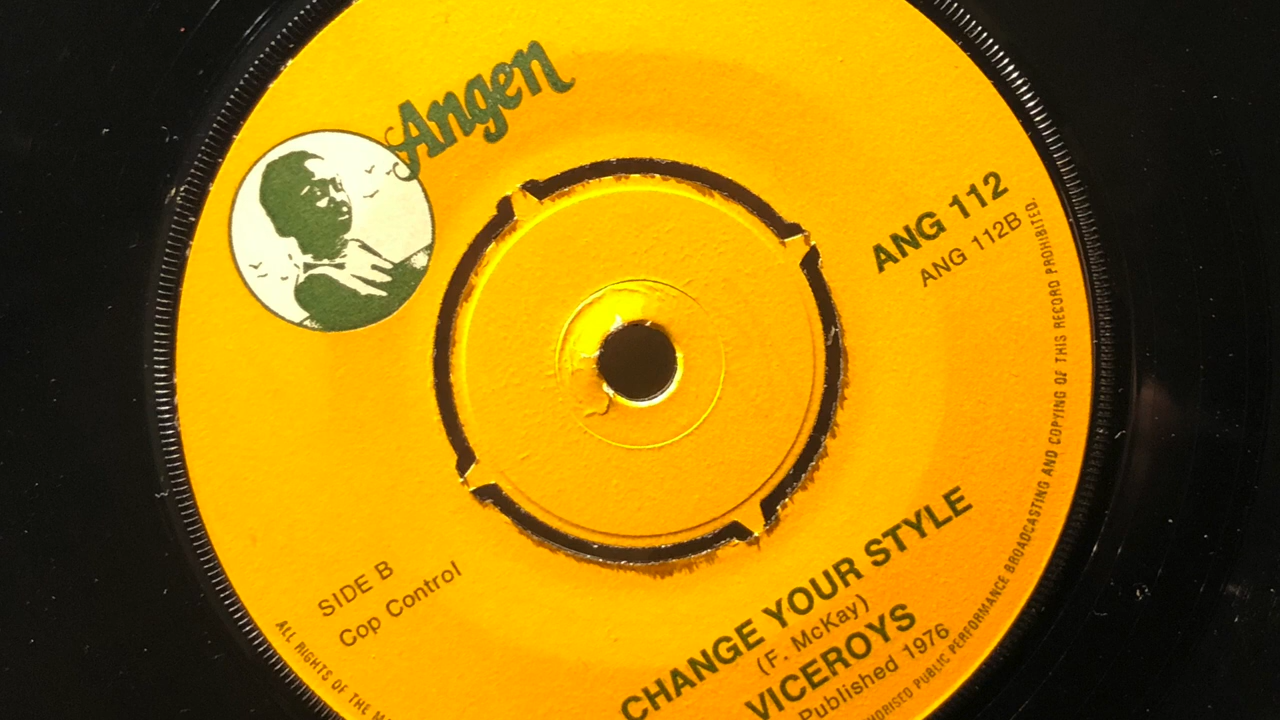 Angen
ANG 112
ANG 112B
SIDE B
Cop Control
CHANGE YOUR STYLE
(F. McKay)
VICEROYS
Published 1976
ALL RIGHTS OF THE
PUBLIC PERFORMANCE BROADCASTING AND COPYING OF THIS RECORD PROHIBITED.